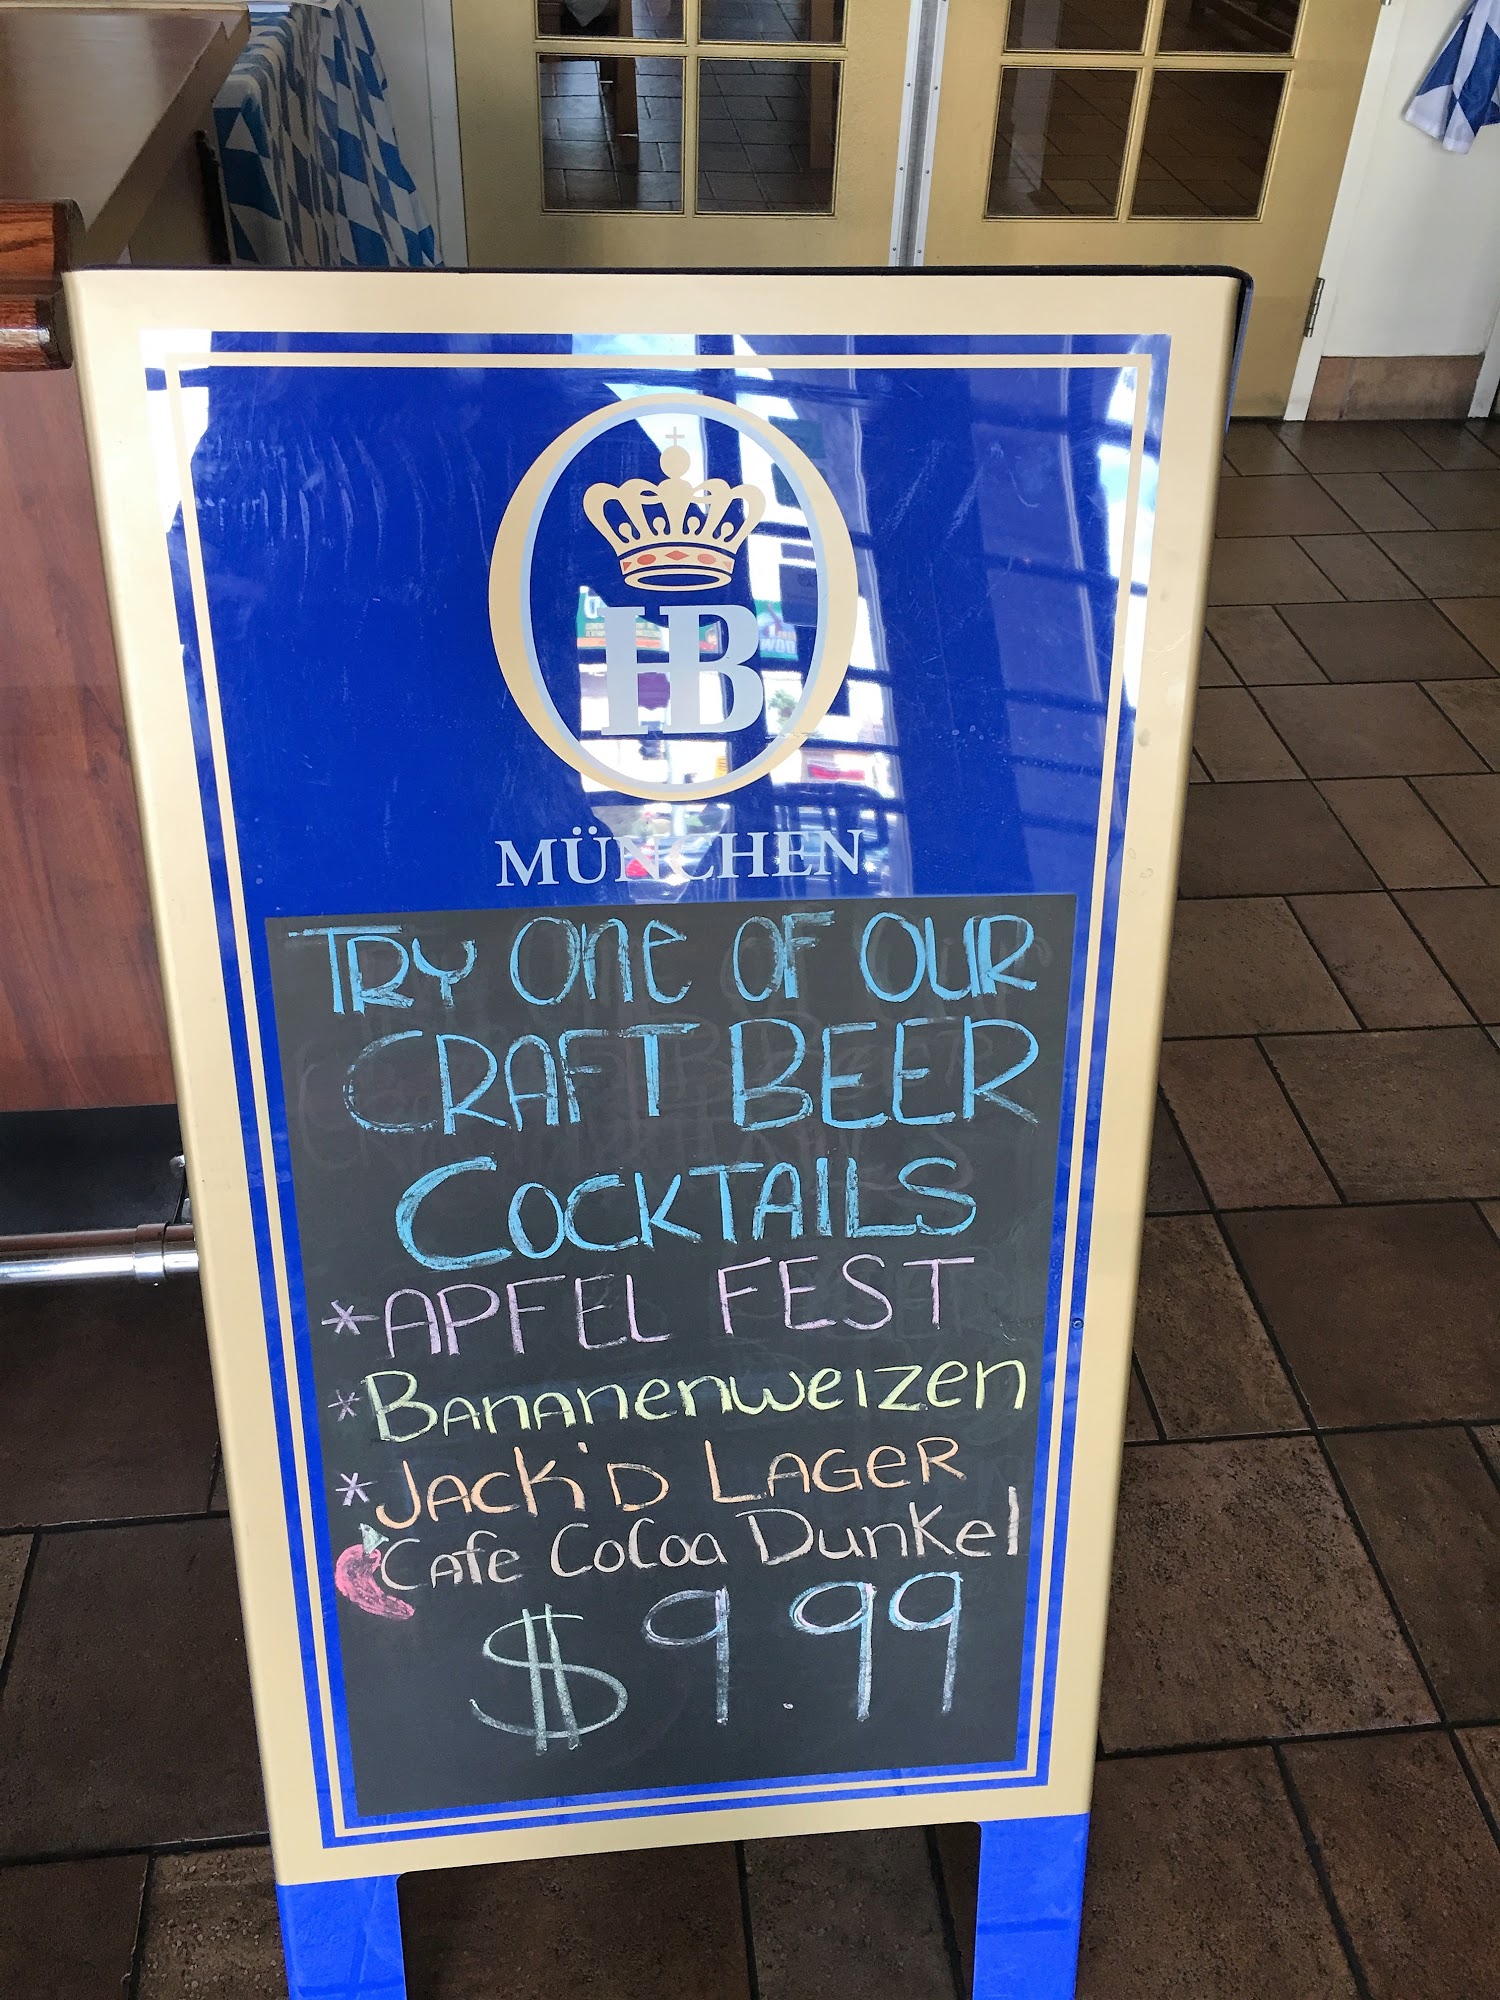 HB
MÜNCHEN
TRY One OF OUR
CRAFT BEER
COCKTAILS
*APFEL FEST
*Bananenweizen
*Jack'D LAGER
Cafe Cocoa Dunkel
$9.99